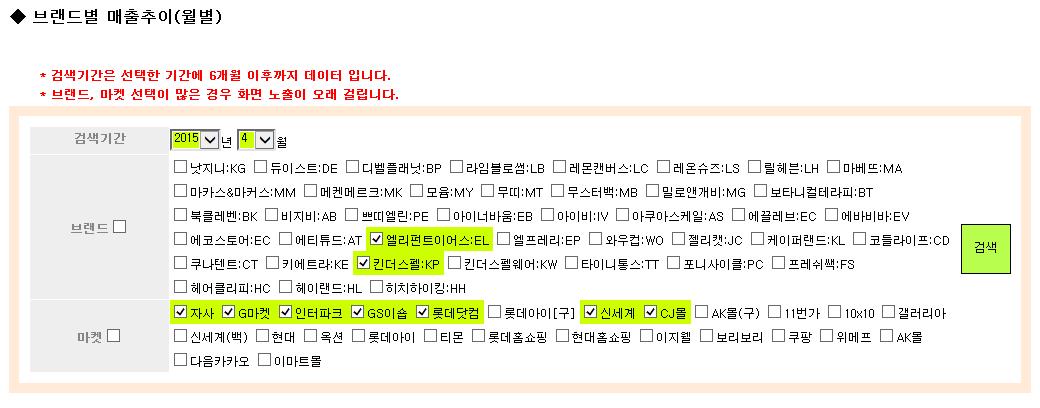 ◆ 브랜드별 매출추이(월별)
* 검색기간은 선택한 기간에 6개월 이후까지 데이터 입니다.
* 브랜드, 마켓 선택이 많은 경우 화면 노출이 오래 걸립니다.
검색기간 2015 년 4 월
낫지니:KG 듀이스트:DE 디벨플래닛:BP 라임블로썸:LB 레몬캔버스:LC 레온슈즈:LS 릴헤븐:LH 마베뜨:MA
마카스&마커스:MM 메켄메르크:MK 모윰:MY 무띠:MT 무스터백:MB 밀로앤개비:MG 보타니컬테라피:BT
북클레벤:BK 비지비:AB 쁘띠엘린:PE 아이너바움:EB 아이비:IV 아쿠아스케일:AS 에끌레브:EC 에바비바:EV
브랜드 에코스토어:EC 에티튜드:AT 엘리펀트이어스:EL 엘프레리:EP 와우컵:WO 젤리캣:JC 케이퍼랜드:KL 코들라이프:CD 검색
쿠나텐트:CT 키에트라:KE 킨더스펠:KP 킨더스펠웨어:KW 타이니통스:TT 포니사이클:PC 프레쉬쌕:FS
헤어클리피:HC 헤이랜드:HL 히치하이킹:HH
자사 G마켓 인터파크 GS이숍 롯데닷컴 롯데아이[구] 신세계 CJ몰 AK몰(구) 11번가 10x10 갤러리아
마켓 신세계(백) 현대 옥션 롯데아이 티몬 롯데홈쇼핑 현대홈쇼핑 이지웰 보리보리 쿠팡 위메프 AK몰
다음카카오 이마트몰